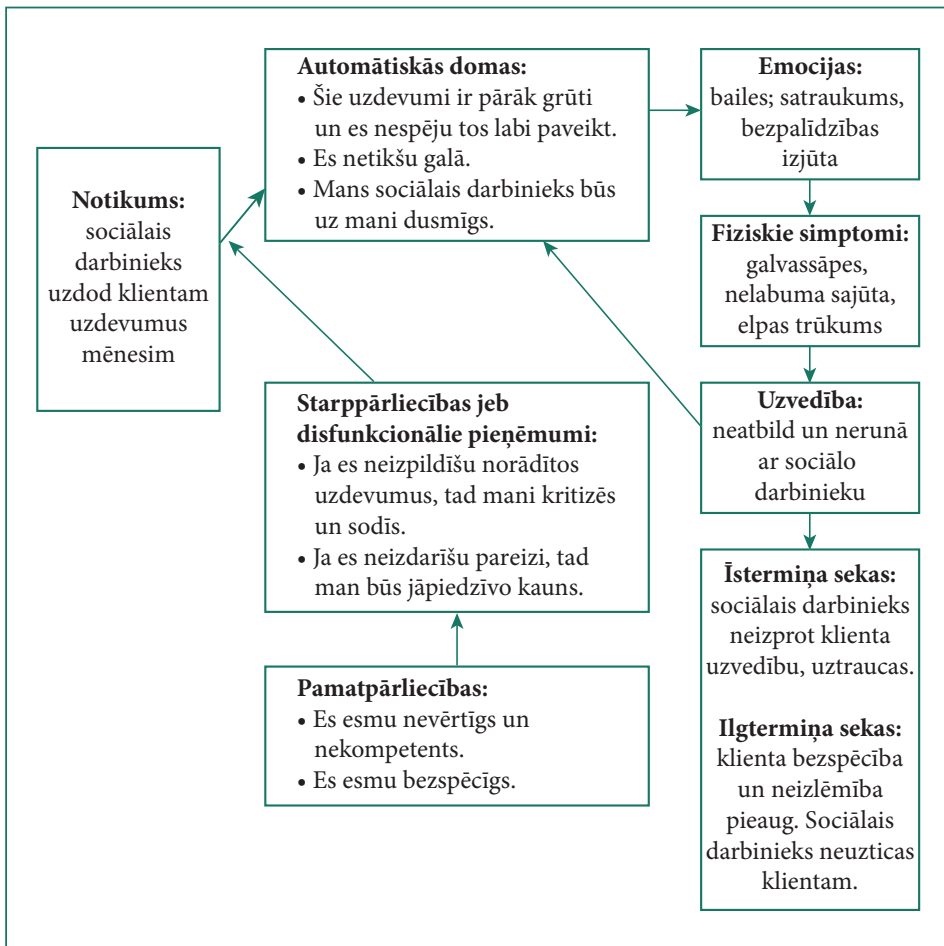 Notikums:
sociālais
darbinieks
uzdod klientam
uzdevumus
mēnesim
Automātiskās domas:
• Šie uzdevumi ir pārāk grūti
un es nespēju tos labi paveikt.
• Es netikšu galā.
• Mans sociālais darbinieks būs
uz mani dusmīgs.
Starppārliecības jeb
disfunkcionālie pieņēmumi:
• Ja es neizpildīšu norādītos
uzdevumus, tad mani kritizēs
un sodīs.
• Ja es neizdarīšu pareizi, tad
man būs jāpiedzīvo kauns.
Pamatpārliecības:
• Es esmu nevērtīgs un
nekompetents.
• Es esmu bezspēcīgs.
Emocijas:
bailes; satraukums,
bezpalīdzības
izjūta
Fiziskie simptomi:
galvassāpes,
nelabuma sajūta,
elpas trūkums
Uzvedība:
neatbild un nerunā
ar sociālo
darbinieku
Īstermiņa sekas:
sociālais darbinieks
neizprot klienta
uzvedību, uztraucas.
Ilgtermiņa sekas:
klienta bezspēcība
un neizlēmība
pieaug. Sociālais
darbinieks neuzticas
klientam.